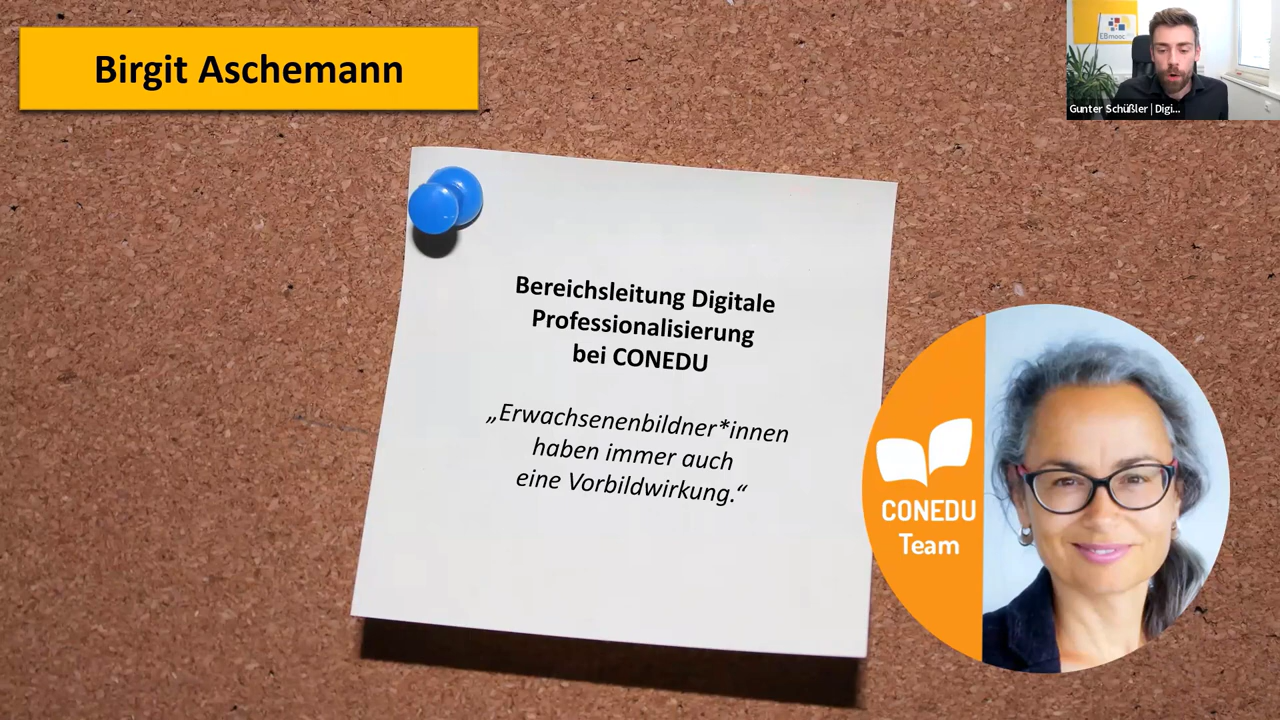 Birgit Aschemann
EBmooc
Gunter Schüßler | Digi...
Bereichsleitung Digitale
Professionalisierung
bei CONEDU
„Erwachsenenbildner*innen
haben immer auch
eine Vorbildwirkung.“
CONEDU
Team